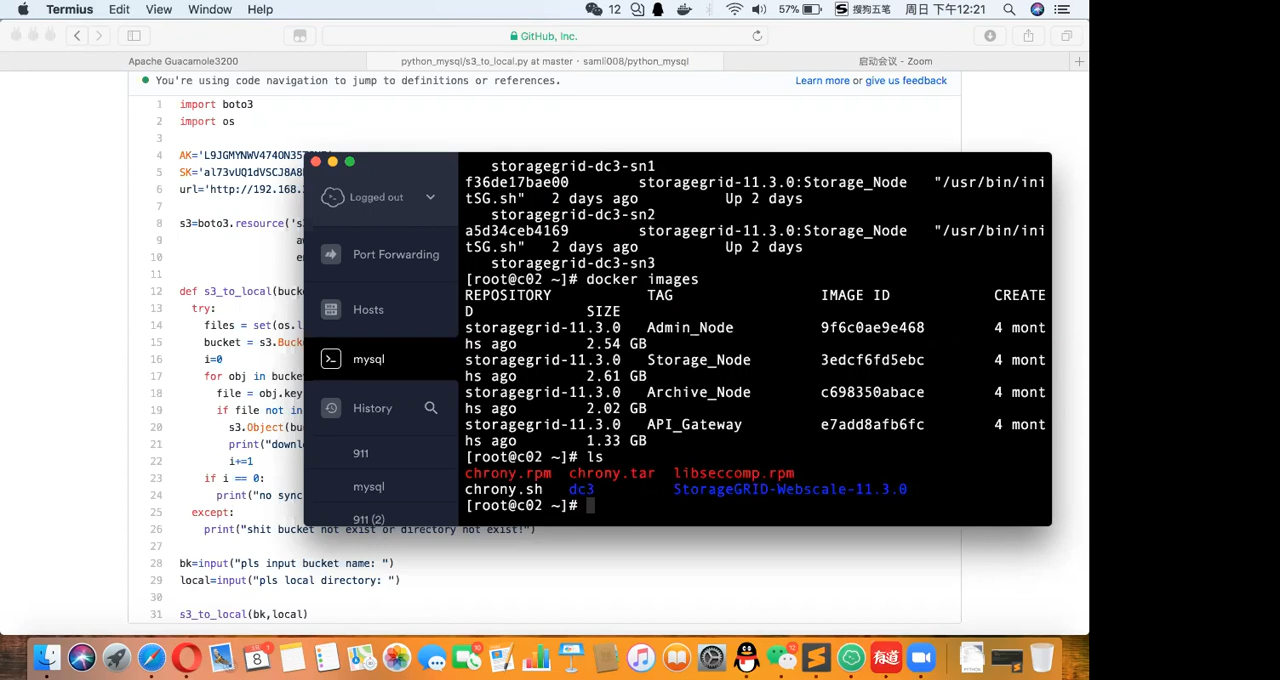 Termius Edit View Window Help 12 57% 搜狗五笔 周日 下午12:21
GitHub, Inc.
Apache Guacamole3200 python_mysql/s3_to_local.py at master · samli008/python_mysql 启动会议 - Zoom
You're using code navigation to jump to definitions or references. Learn more or give us feedback
1 import boto3
2 import os
3
4 AK='L9JGMYNWV474ON35
5 SK='al73vUQ1dVSCJ8A8
6 url='http://192.168.
7
8 s3=boto3.resource('s
9
10
11
12 def s3_to_local(buck
13 try:
14 files = set(os.l
15 bucket = s3.Buck
16 i=0
17 for obj in bucke
18 file = obj.key
19 if file not in
20 s3.Object(bu
21 print("downl
22 i+=1
23 if i == 0:
24 print("no sync
25 except:
26 print("shit bucket not exist or directory not exist!")
27
28 bk=input("pls input bucket name: ")
29 local=input("pls local directory: ")
30
31 s3_to_local(bk,local)
Logged out
Port Forwarding
Hosts
mysql
History
911
mysql
911 (2)
storagegrid-dc3-sn1
f36de17bae00 storagegrid-11.3.0:Storage_Node "/usr/bin/ini
tSG.sh" 2 days ago Up 2 days
storagegrid-dc3-sn2
a5d34ceb4169 storagegrid-11.3.0:Storage_Node "/usr/bin/ini
tSG.sh" 2 days ago Up 2 days
storagegrid-dc3-sn3
[root@c02 ~]# docker images
REPOSITORY TAG IMAGE ID CREATE
D SIZE
storagegrid-11.3.0 Admin_Node 9f6c0ae9e468 4 mont
hs ago 2.54 GB
storagegrid-11.3.0 Storage_Node 3edcf6fd5ebc 4 mont
hs ago 2.61 GB
storagegrid-11.3.0 Archive_Node c698350abace 4 mont
hs ago 2.02 GB
storagegrid-11.3.0 API_Gateway e7add8afb6fc 4 mont
hs ago 1.33 GB
[root@c02 ~]# ls
chrony.rpm chrony.tar libseccomp.rpm
chrony.sh dc3 StorageGRID-Webscale-11.3.0
[root@c02 ~]#
8
有道